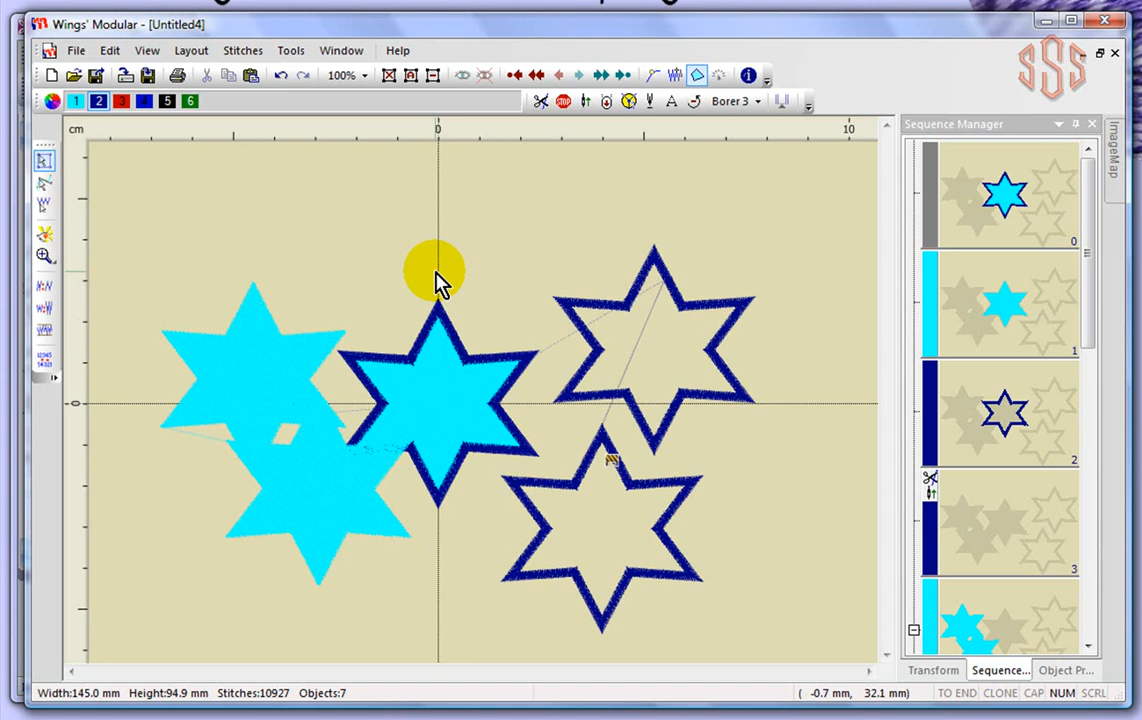 Wings' Modular - [Untitled4]
File Edit View Layout Stitches Tools Window Help
SSS
100%
1 2 3 4 5 6 Borer 3
cm 0 10
Sequence Manager
ImageMap
0
1
0
2
3
Transform Sequence... Object Pr...
Width:145.0 mm Height:94.9 mm Stitches:10927 Objects:7 ( -0.7 mm, 32.1 mm) TO END CLONE CAP NUM SCRL